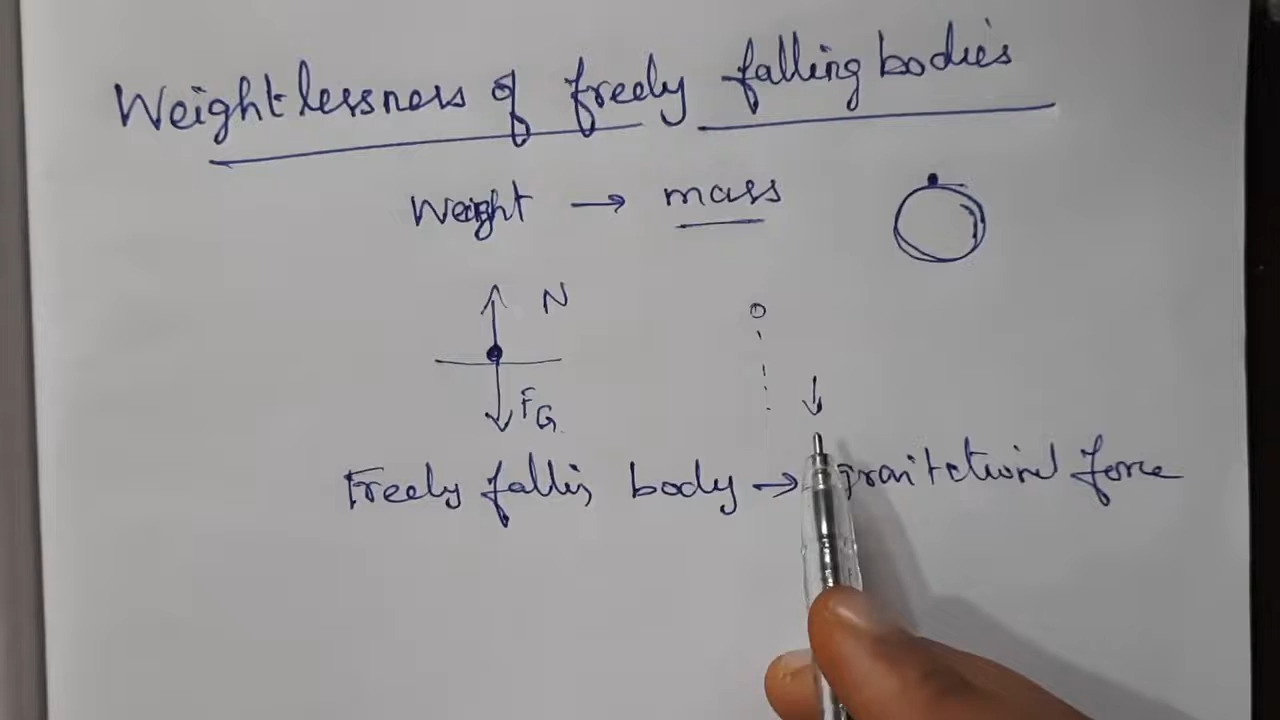 Weightlessness of freely falling bodies
Weight → mass
N
FG
Freely falling body → gravitational force